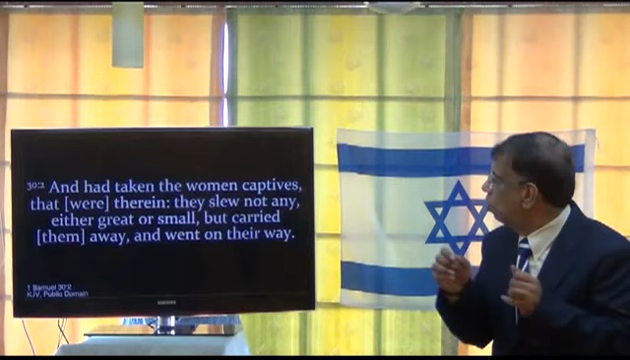 30:2 And had taken the women captives,
that [were] therein: they slew not any,
either great or small, but carried
[them] away, and went on their way.
1 Samuel 30:2
KJV, Public Domain
SAMSUNG